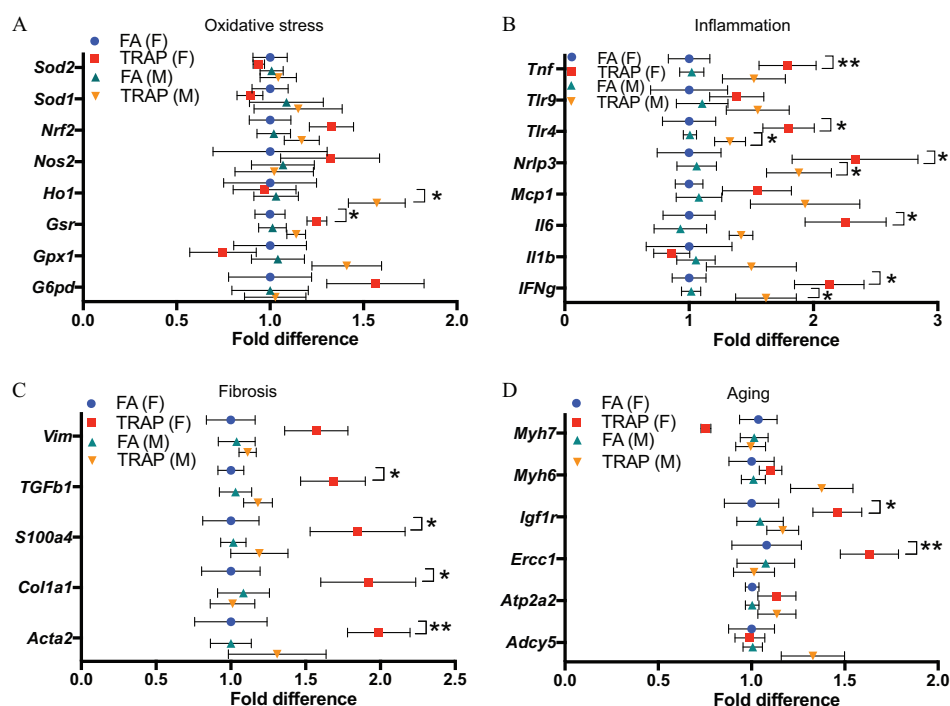 A
Oxidative stress
FA (F)
TRAP (F)
FA (M)
TRAP (M)
Sod2
Sod1
Nrf2
Nos2
Ho1
*
Gsr
*
Gpx1
G6pd
0.0 0.5 1.0 1.5 2.0
Fold difference
B
Inflammation
FA (F)
TRAP (F)
FA (M)
TRAP (M)
Tnf
**
Tlr9
Tlr4
*
*
Nrlp3
*
*
Mcp1
Il6
*
Il1b
IFNg
*
*
0 1 2 3
Fold difference
C
Fibrosis
FA (F)
TRAP (F)
FA (M)
TRAP (M)
Vim
TGFb1
*
S100a4
*
Col1a1
*
Acta2
**
0.0 0.5 1.0 1.5 2.0 2.5
Fold difference
D
Aging
FA (F)
TRAP (F)
FA (M)
TRAP (M)
Myh7
Myh6
Igf1r
*
Ercc1
**
Atp2a2
Adcy5
0.0 0.5 1.0 1.5 2.0
Fold difference